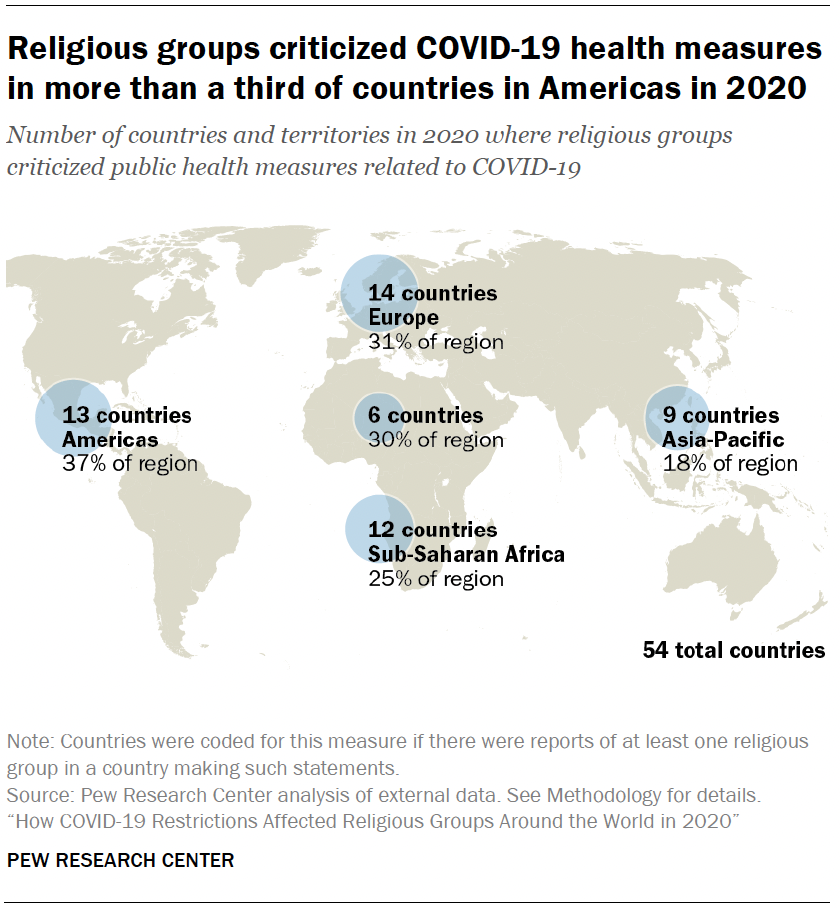 Religious groups criticized COVID-19 health measures
in more than a third of countries in Americas in 2020
Number of countries and territories in 2020 where religious groups
criticized public health measures related to COVID-19
14 countries
Europe
31% of region
13 countries
Americas
37% of region
6 countries
30% of region
9 countries
Asia-Pacific
18% of region
12 countries
Sub-Saharan Africa
25% of region
54 total countries
Note: Countries were coded for this measure if there were reports of at least one religious
group in a country making such statements.
Source: Pew Research Center analysis of external data. See Methodology for details.
“How COVID-19 Restrictions Affected Religious Groups Around the World in 2020”
PEW RESEARCH CENTER